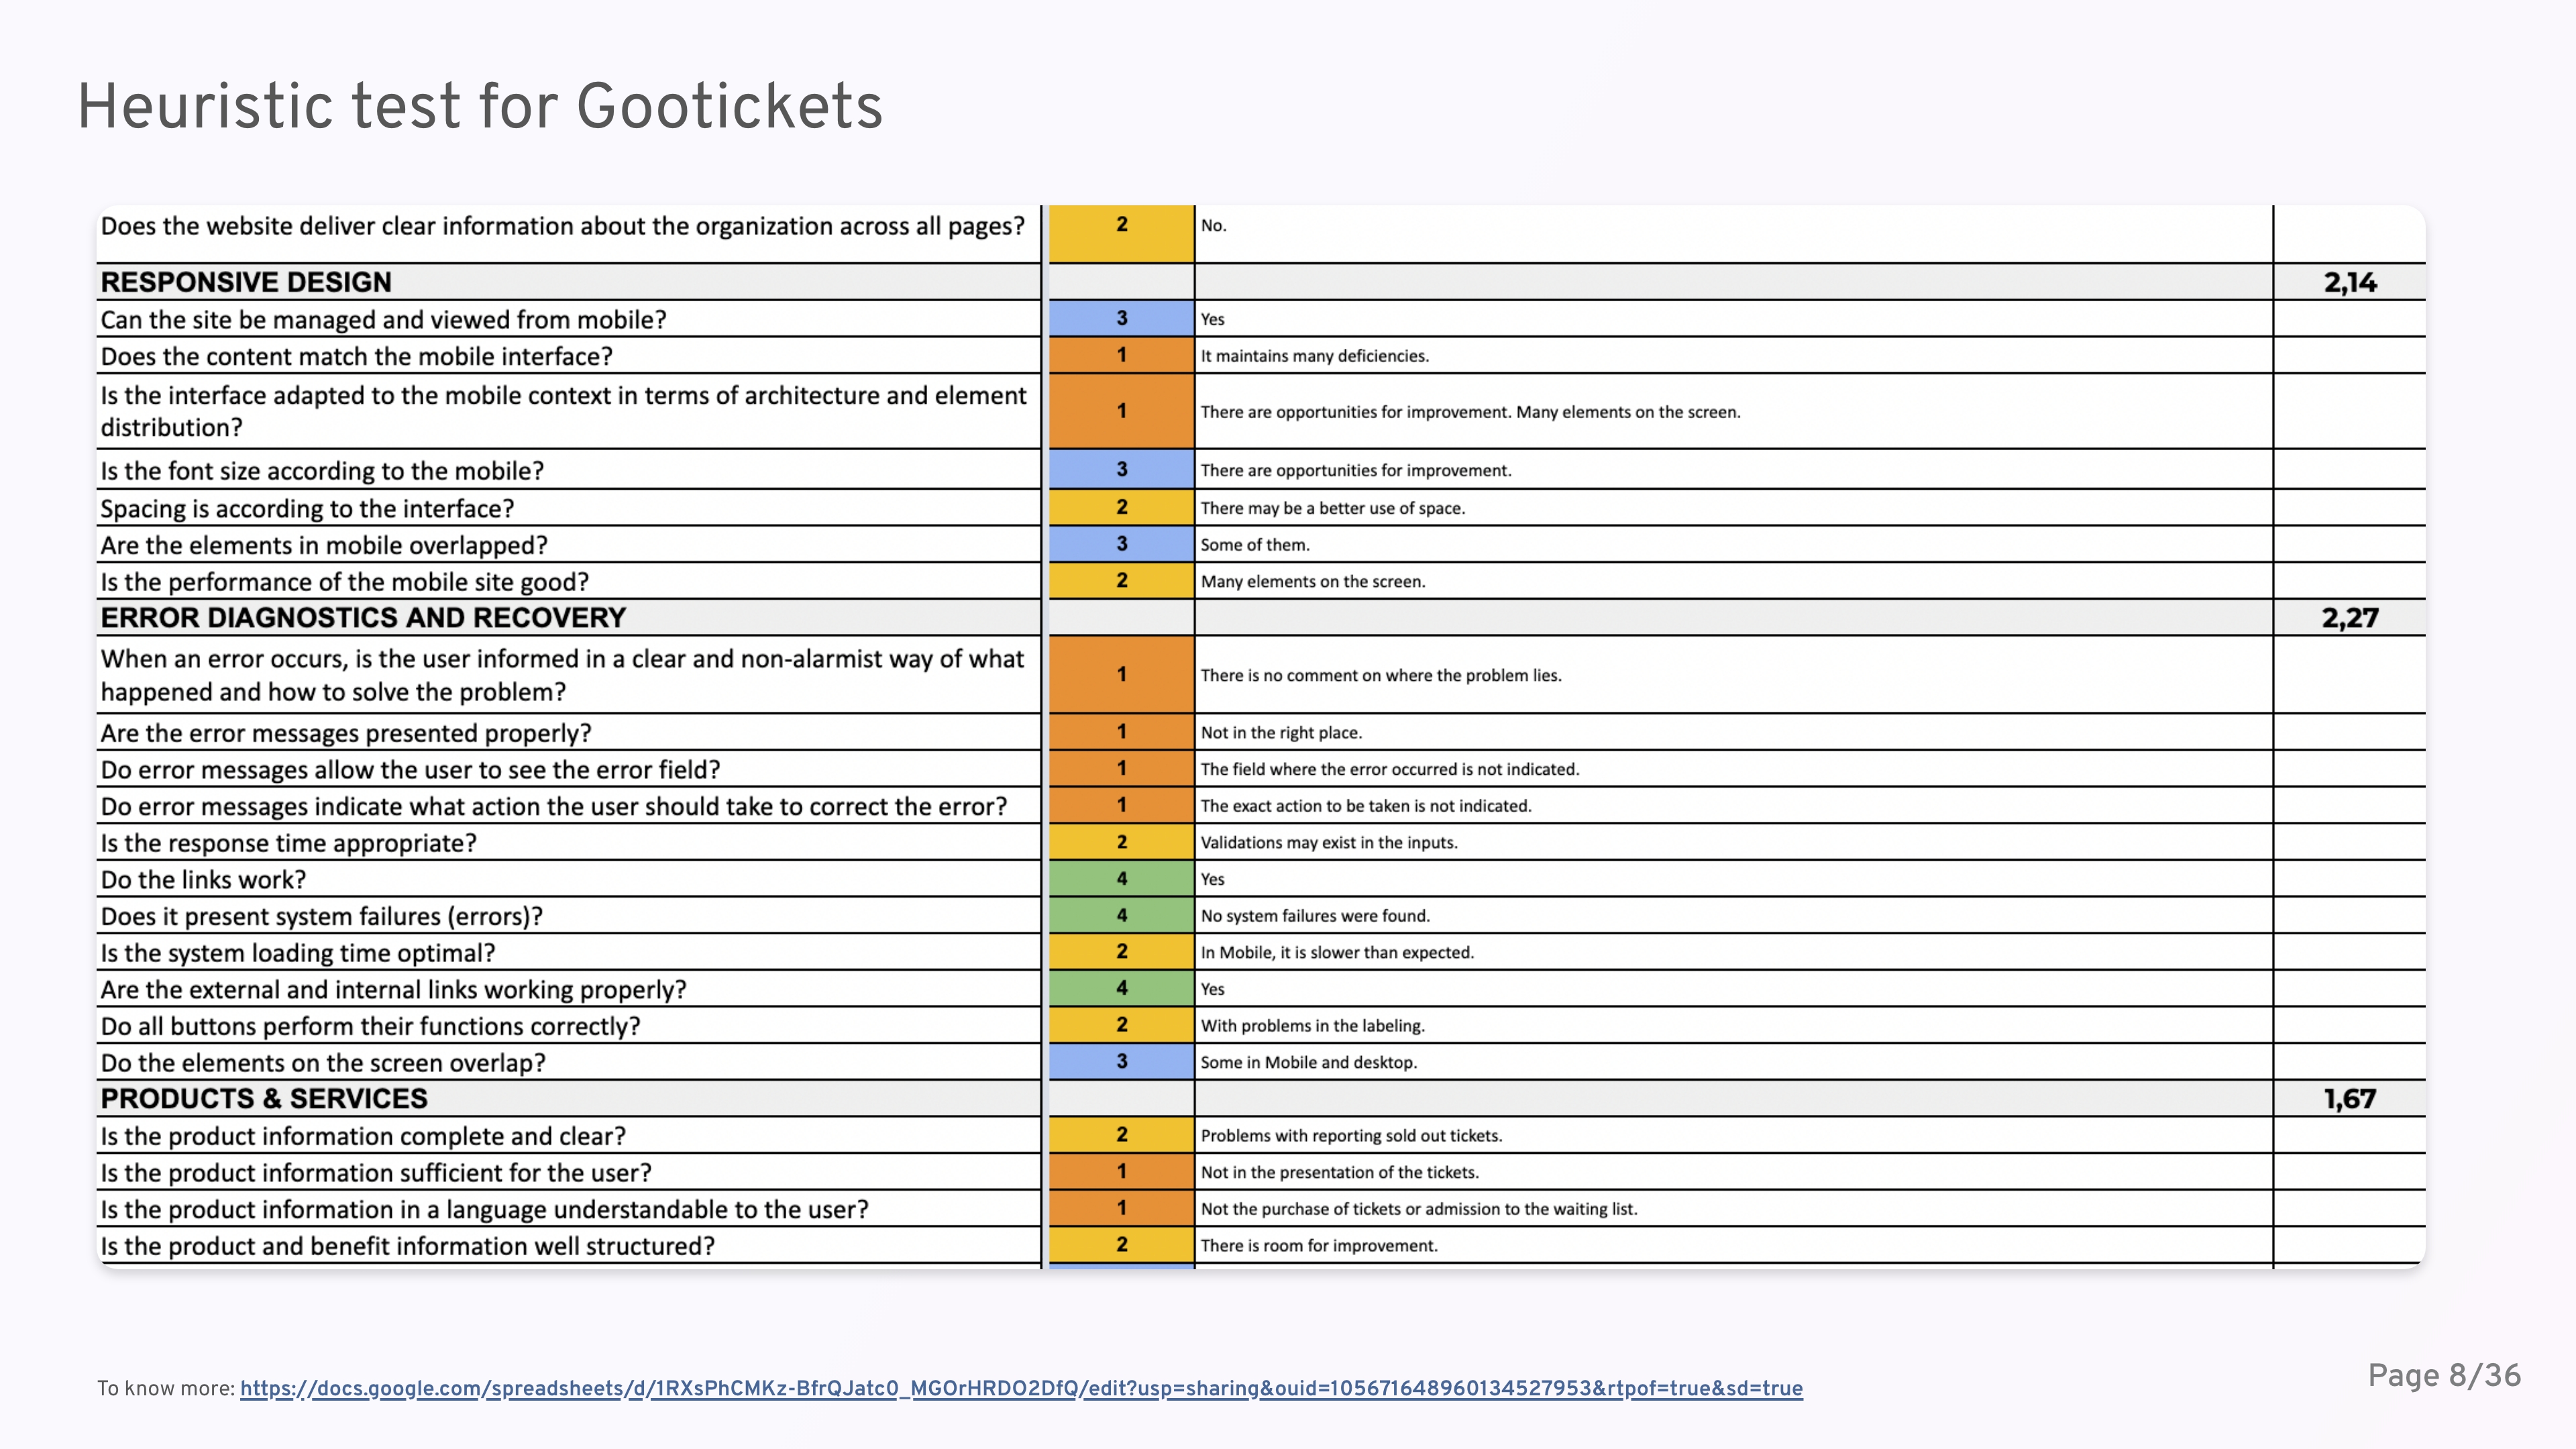 Heuristic test for Gootickets
Does the website deliver clear information about the organization across all pages? 2 No.
RESPONSIVE DESIGN 2,14
Can the site be managed and viewed from mobile? 3 Yes
Does the content match the mobile interface? 1 It maintains many deficiencies.
Is the interface adapted to the mobile context in terms of architecture and element
distribution? 1 There are opportunities for improvement. Many elements on the screen.
Is the font size according to the mobile? 3 There are opportunities for improvement.
Spacing is according to the interface? 2 There may be a better use of space.
Are the elements in mobile overlapped? 3 Some of them.
Is the performance of the mobile site good? 2 Many elements on the screen.
ERROR DIAGNOSTICS AND RECOVERY 2,27
When an error occurs, is the user informed in a clear and non-alarmist way of what
happened and how to solve the problem? 1 There is no comment on where the problem lies.
Are the error messages presented properly? 1 Not in the right place.
Do error messages allow the user to see the error field? 1 The field where the error occurred is not indicated.
Do error messages indicate what action the user should take to correct the error? 1 The exact action to be taken is not indicated.
Is the response time appropriate? 2 Validations may exist in the inputs.
Do the links work? 4 Yes
Does it present system failures (errors)? 4 No system failures were found.
Is the system loading time optimal? 2 In Mobile, it is slower than expected.
Are the external and internal links working properly? 4 Yes
Do all buttons perform their functions correctly? 2 With problems in the labeling.
Do the elements on the screen overlap? 3 Some in Mobile and desktop.
PRODUCTS & SERVICES 1,67
Is the product information complete and clear? 2 Problems with reporting sold out tickets.
Is the product information sufficient for the user? 1 Not in the presentation of the tickets.
Is the product information in a language understandable to the user? 1 Not the purchase of tickets or admission to the waiting list.
Is the product and benefit information well structured? 2 There is room for improvement.
To know more: https://docs.google.com/spreadsheets/d/1RXsPhCMKz-BfrQJatc0_MGOrHRDO2DfQ/edit?usp=sharing&ouid=105671648960134527953&rtpof=true&sd=true
Page 8/36